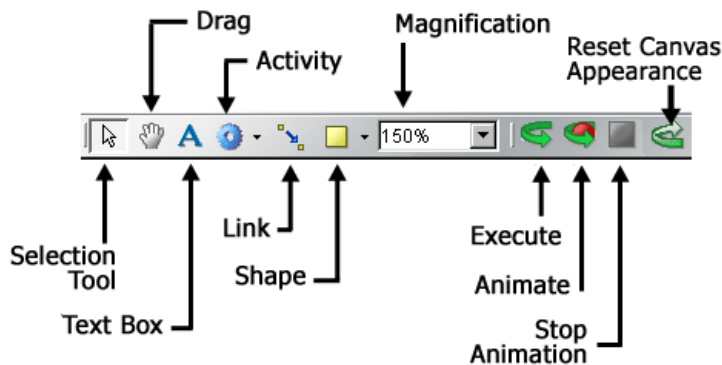 Drag
Magnification
Activity
Reset Canvas
Appearance
A
150%
Selection
Tool
Link
Execute
Shape
Animate
Text Box
Stop
Animation